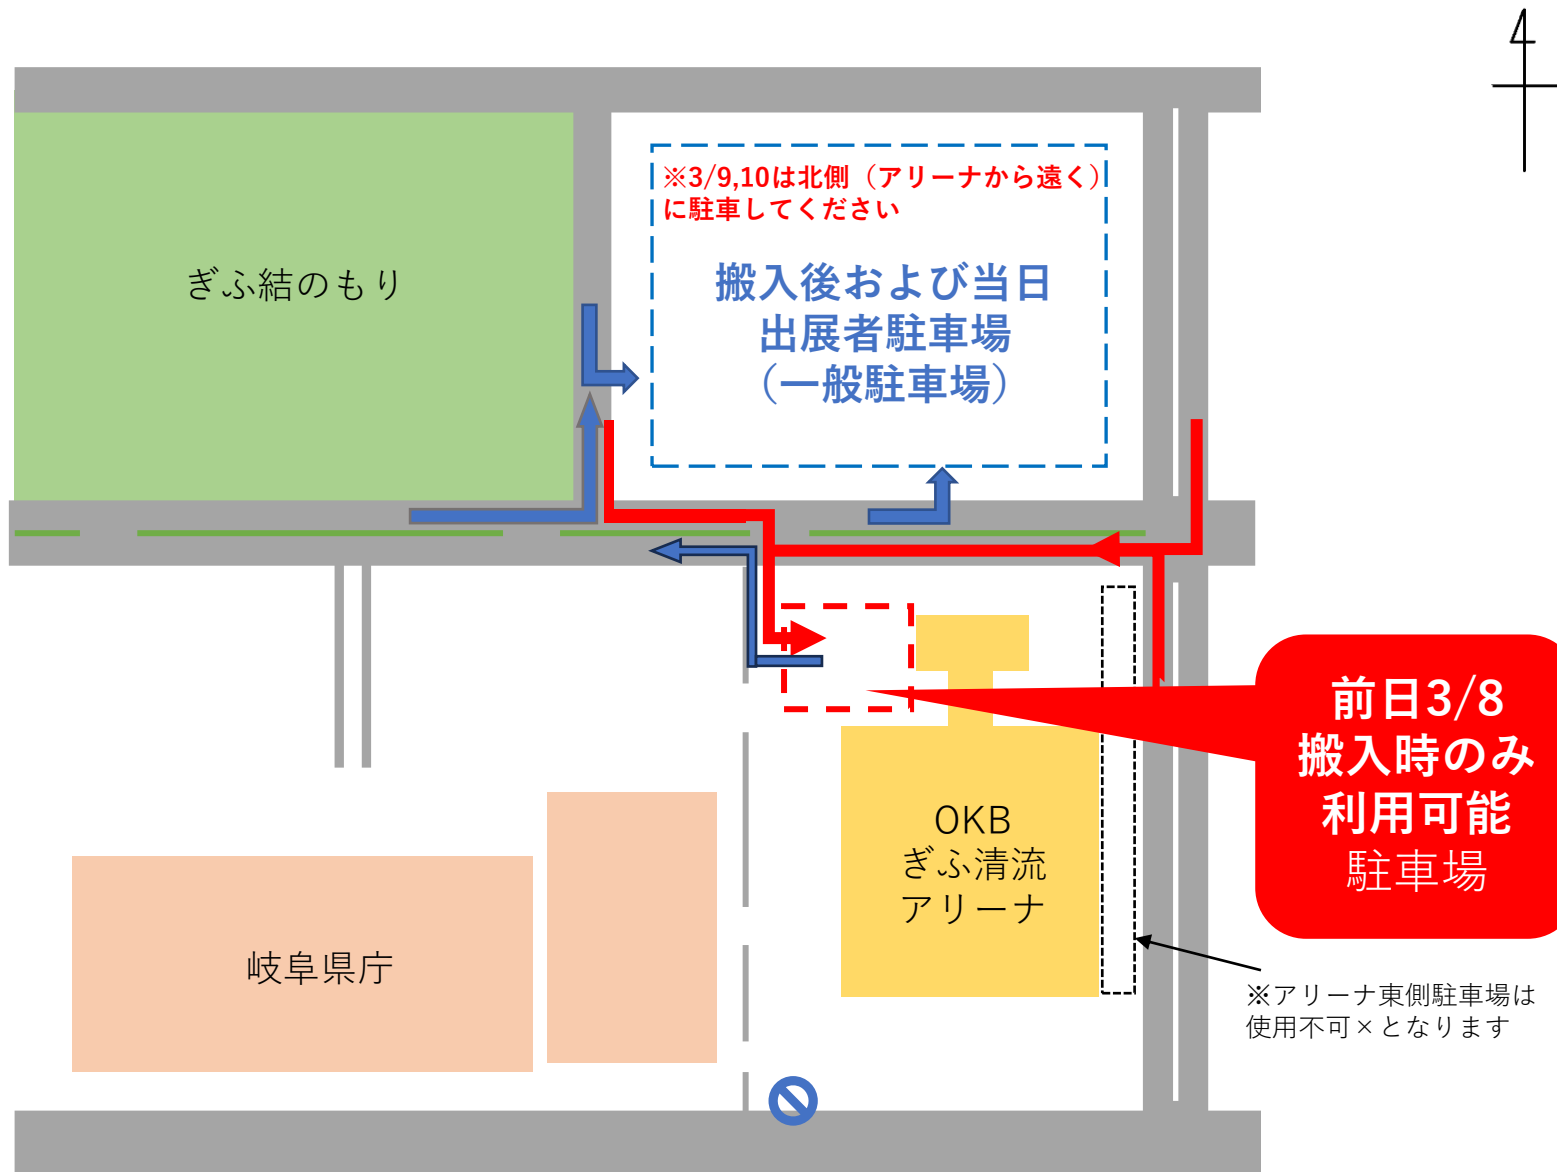 ※3/9,10は北側（アリーナから遠く）
に駐車してください
ぎふ結のもり
搬入後および当日
出展者駐車場
（一般駐車場）
前日3/8
搬入時のみ
利用可能
駐車場
OKB
ぎふ清流
アリーナ
岐阜県庁
※アリーナ東側駐車場は
使用不可×となります